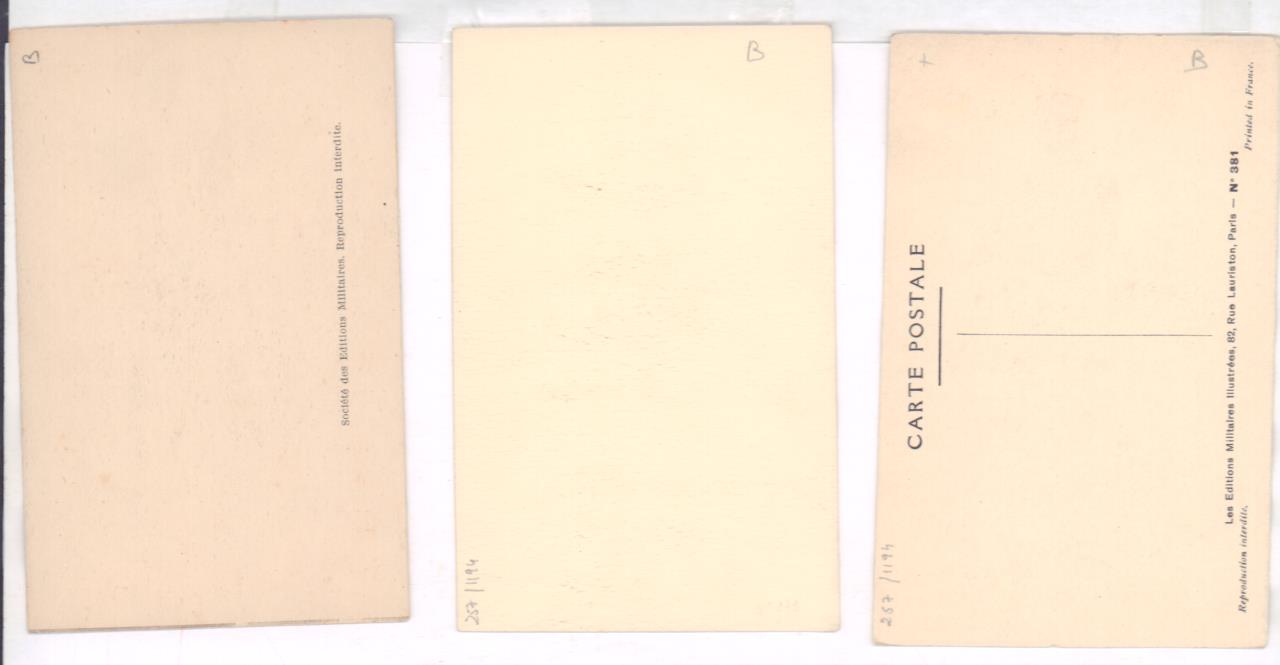 B
Société des Editions Militaires. Reproduction interdite.
B
257/1194
+
B
CARTE POSTALE
Les Editions Militaires Illustrées, 82, Rue Lauriston, Paris — N° 381
Reproduction interdite.
Printed in France.
257/1194